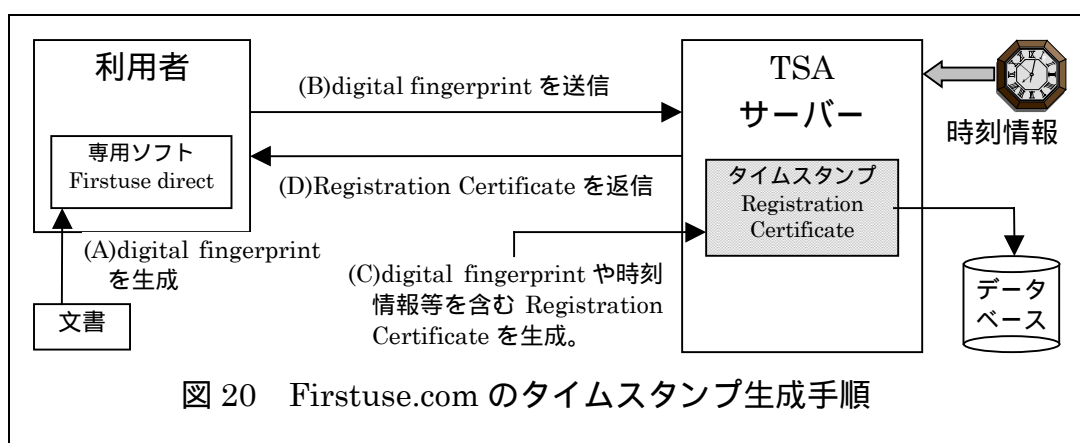 利用者
専用ソフト
Firstuse direct
(A)digital fingerprint
を生成
文書
(B)digital fingerprint を送信
(D)Registration Certificate を返信
(C)digital fingerprint や時刻
情報等を含む Registration
Certificate を生成。
TSA
サーバー
タイムスタンプ
Registration
Certificate
時刻情報
データ
ベース
図 20 Firstuse.com のタイムスタンプ生成手順